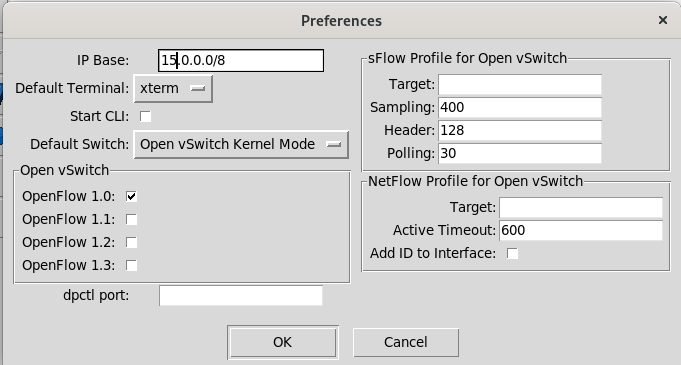 Preferences
IP Base: 15.0.0.0/8
Default Terminal: xterm
Start CLI:
Default Switch: Open vSwitch Kernel Mode
Open vSwitch
OpenFlow 1.0:
OpenFlow 1.1:
OpenFlow 1.2:
OpenFlow 1.3:
dpctl port:
sFlow Profile for Open vSwitch
Target:
Sampling: 400
Header: 128
Polling: 30
NetFlow Profile for Open vSwitch
Target:
Active Timeout: 600
Add ID to Interface:
OK
Cancel